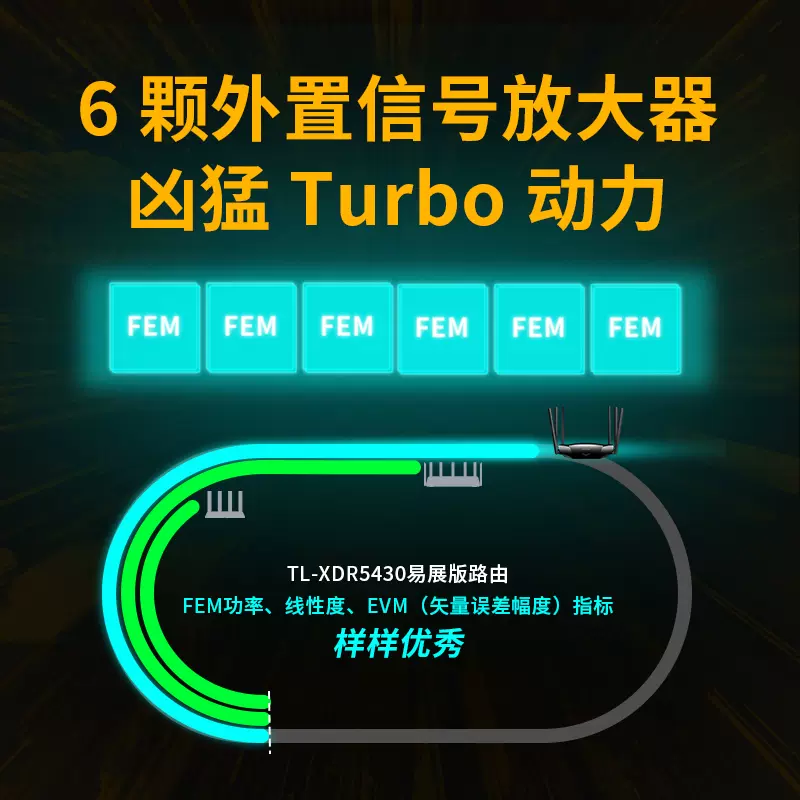 6 颗外置信号放大器
凶猛 Turbo 动力
FEM FEM FEM FEM FEM FEM
TL-XDR5430易展版路由
FEM功率、线性度、EVM（矢量误差幅度）指标
样样优秀